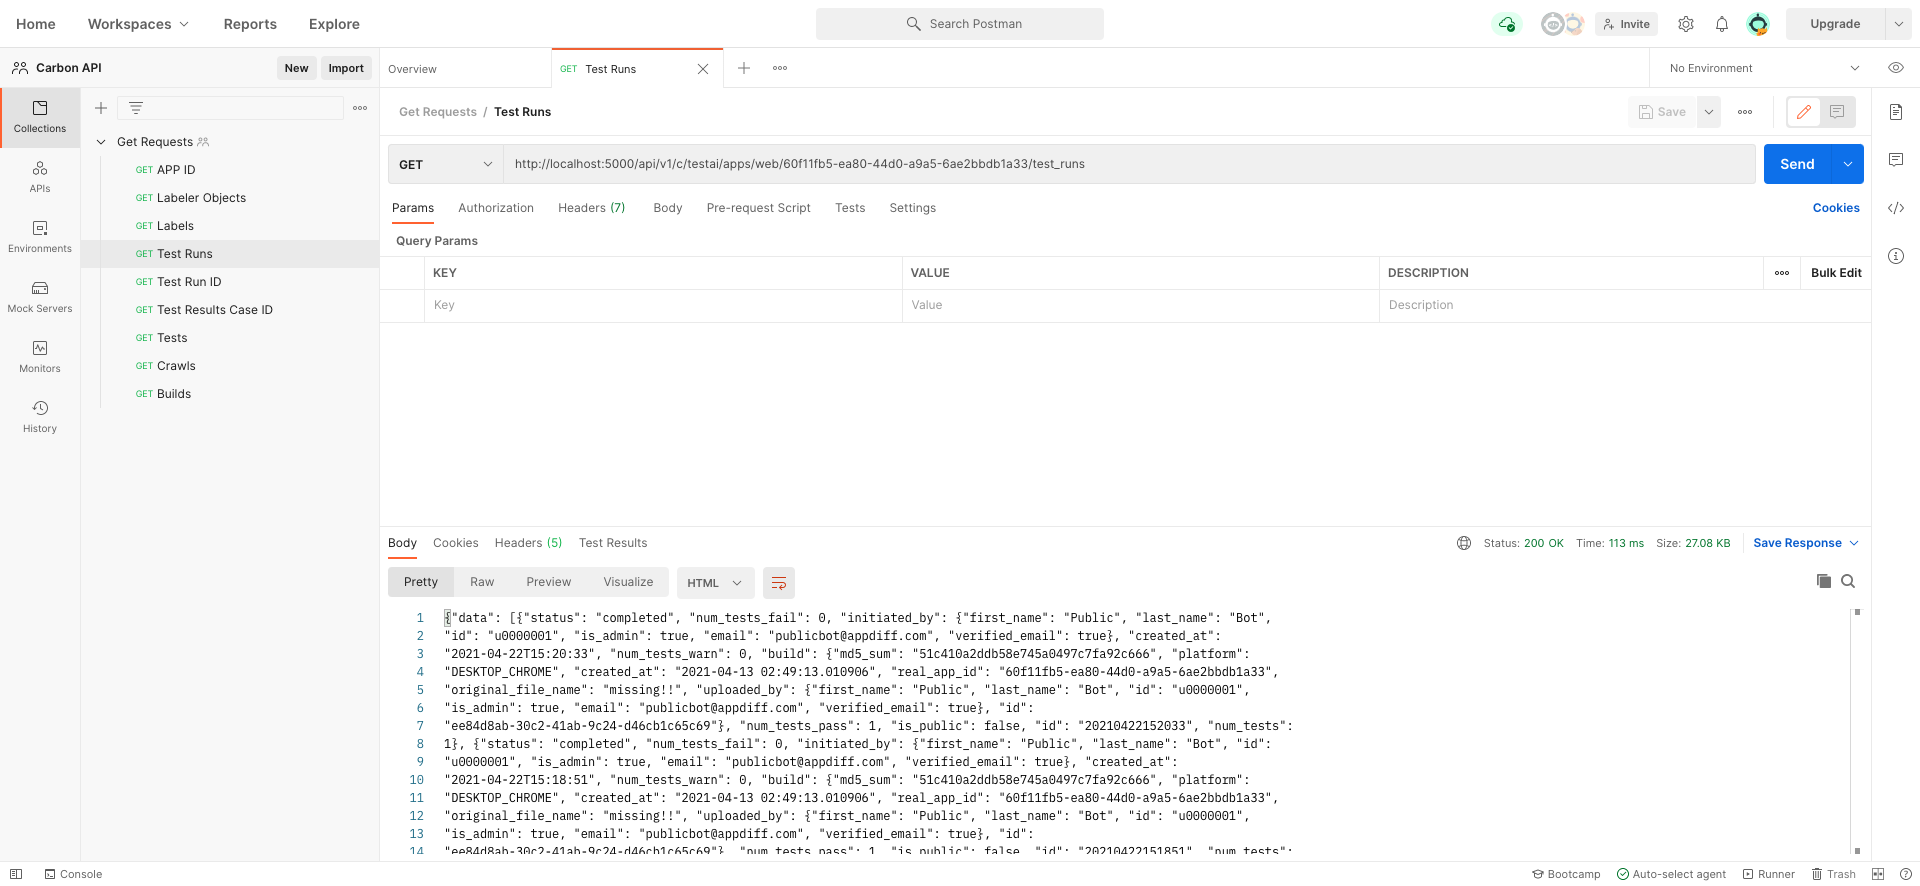 Home Workspaces Reports Explore Search Postman Invite Upgrade
Carbon API New Import Overview GET Test Runs No Environment
Collections
APIs
Environments
Mock Servers
Monitors
History
Get Requests
GET APP ID
GET Labeler Objects
GET Labels
GET Test Runs
GET Test Run ID
GET Test Results Case ID
GET Tests
GET Crawls
GET Builds
Get Requests / Test Runs Save
GET http://localhost:5000/api/v1/c/testai/apps/web/60f11fb5-ea80-44d0-a9a5-6ae2bbdb1a33/test_runs Send
Params Authorization Headers (7) Body Pre-request Script Tests Settings Cookies
Query Params
KEY VALUE DESCRIPTION Bulk Edit
Key Value Description
Body Cookies Headers (5) Test Results Status: 200 OK Time: 113 ms Size: 27.08 KB Save Response
Pretty Raw Preview Visualize HTML
1 {"data": [{"status": "completed", "num_tests_fail": 0, "initiated_by": {"first_name": "Public", "last_name": "Bot",
2 "id": "u0000001", "is_admin": true, "email": "publicbot@appdiff.com", "verified_email": true}, "created_at":
3 "2021-04-22T15:20:33", "num_tests_warn": 0, "build": {"md5_sum": "51c410a2ddb58e745a0497c7fa92c666", "platform":
4 "DESKTOP_CHROME", "created_at": "2021-04-13 02:49:13.010906", "real_app_id": "60f11fb5-ea80-44d0-a9a5-6ae2bbdb1a33",
5 "original_file_name": "missing!!", "uploaded_by": {"first_name": "Public", "last_name": "Bot", "id": "u0000001",
6 "is_admin": true, "email": "publicbot@appdiff.com", "verified_email": true}, "id":
7 "ee84d8ab-30c2-41ab-9c24-d46cb1c65c69"}, "num_tests_pass": 1, "is_public": false, "id": "20210422152033", "num_tests":
8 1}, {"status": "completed", "num_tests_fail": 0, "initiated_by": {"first_name": "Public", "last_name": "Bot", "id":
9 "u0000001", "is_admin": true, "email": "publicbot@appdiff.com", "verified_email": true}, "created_at":
10 "2021-04-22T15:18:51", "num_tests_warn": 0, "build": {"md5_sum": "51c410a2ddb58e745a0497c7fa92c666", "platform":
11 "DESKTOP_CHROME", "created_at": "2021-04-13 02:49:13.010906", "real_app_id": "60f11fb5-ea80-44d0-a9a5-6ae2bbdb1a33",
12 "original_file_name": "missing!!", "uploaded_by": {"first_name": "Public", "last_name": "Bot", "id": "u0000001",
13 "is_admin": true, "email": "publicbot@appdiff.com", "verified_email": true}, "id":
14 "ee84d8ab-30c2-41ab-9c24-d46cb1c65c69"}, "num_tests_pass": 1, "is_public": false, "id": "20210422151851", "num_tests":
Console Bootcamp Auto-select agent Runner Trash